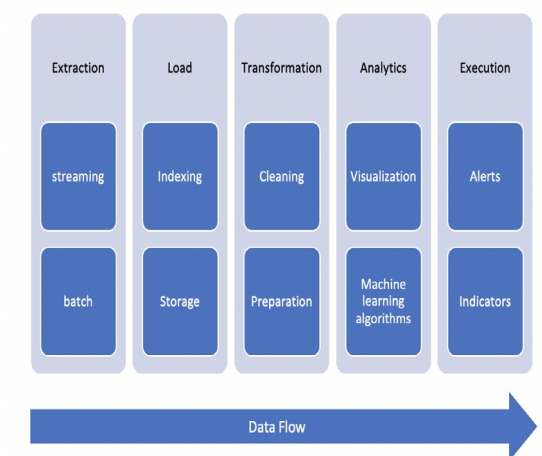 Extraction
Load
Transformation
Analytics
Execution
streaming
Indexing
Cleaning
Visualization
Alerts
batch
Storage
Preparation
Machine
learning
algorithms
Indicators
Data Flow